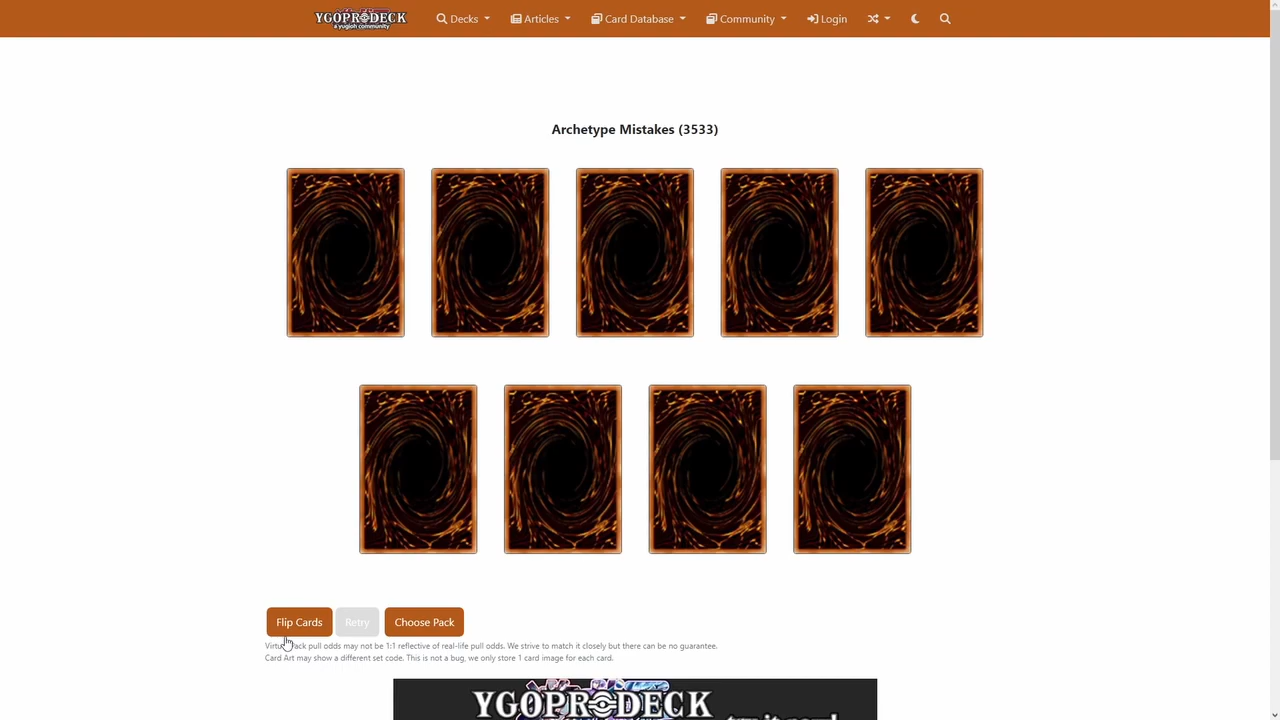 YGOPRODECK
a yugioh community
Decks
Articles
Card Database
Community
Login
Archetype Mistakes (3533)
Flip Cards
Retry
Choose Pack
Pack pull odds may not be 1:1 reflective of real-life pull odds. We strive to match it closely but there can be no guarantee.
Card Art may show a different set code. This is not a bug, we only store 1 card image for each card.
YGOPRODECK